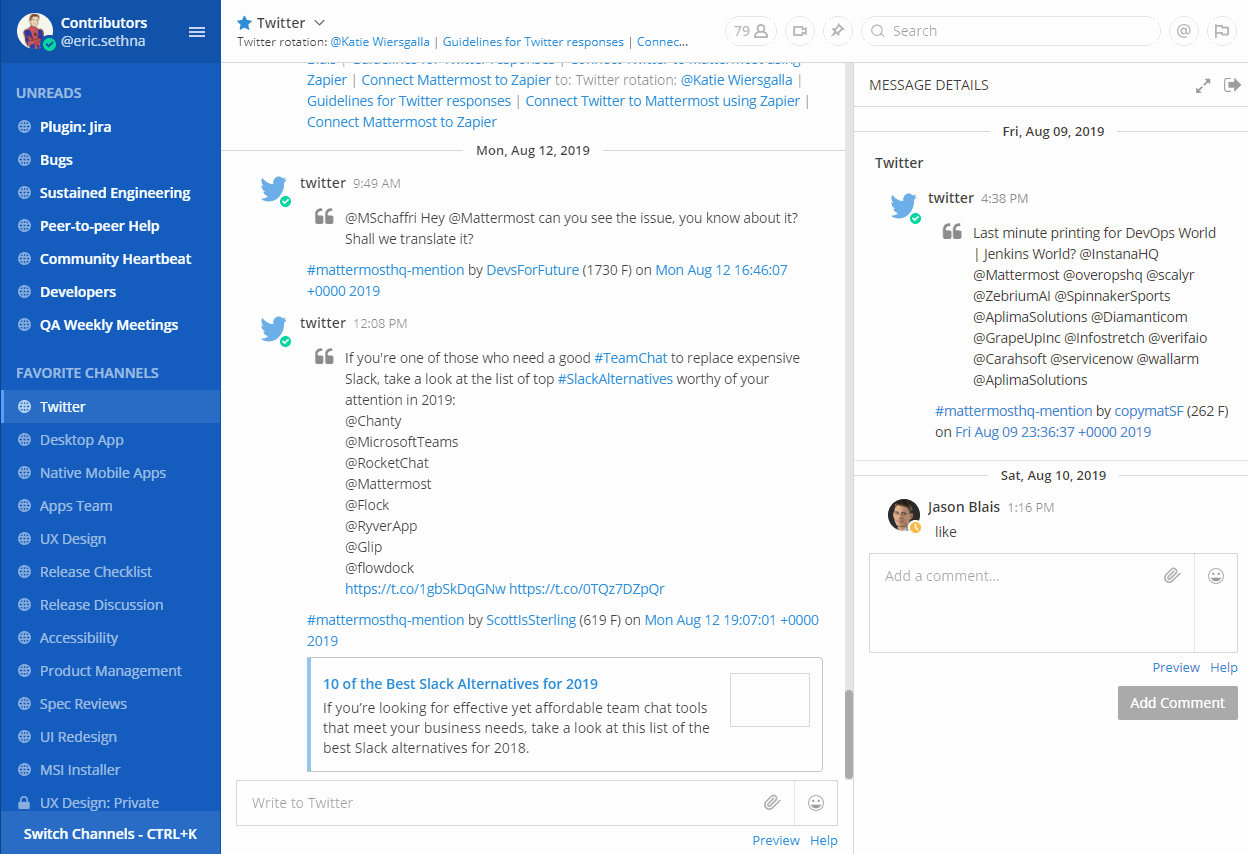 Contributors
@eric.sethna
UNREADS
Plugin: Jira
Bugs
Sustained Engineering
Peer-to-peer Help
Community Heartbeat
Developers
QA Weekly Meetings
FAVORITE CHANNELS
Twitter
Desktop App
Native Mobile Apps
Apps Team
UX Design
Release Checklist
Release Discussion
Accessibility
Product Management
Spec Reviews
UI Redesign
MSI Installer
UX Design: Private
Switch Channels - CTRL+K
Twitter
Twitter rotation: @Katie Wiersgalla | Guidelines for Twitter responses | Connec...
79
Search
@
Zapier | Connect Mattermost to Zapier to: Twitter rotation: @Katie Wiersgalla |
Guidelines for Twitter responses | Connect Twitter to Mattermost using Zapier |
Connect Mattermost to Zapier
Mon, Aug 12, 2019
twitter 9:49 AM
@MSchaffri Hey @Mattermost can you see the issue, you know about it?
Shall we translate it?
#mattermosthq-mention by DevsForFuture (1730 F) on Mon Aug 12 16:46:07
+0000 2019
twitter 12:08 PM
If you're one of those who need a good #TeamChat to replace expensive
Slack, take a look at the list of top #SlackAlternatives worthy of your
attention in 2019:
@Chanty
@MicrosoftTeams
@RocketChat
@Mattermost
@Flock
@RyverApp
@Glip
@flowdock
https://t.co/1gbSkDqGNw https://t.co/0TQz7DZpQr
#mattermosthq-mention by ScottIsSterling (619 F) on Mon Aug 12 19:07:01 +0000
2019
10 of the Best Slack Alternatives for 2019
If you’re looking for effective yet affordable team chat tools
that meet your business needs, take a look at this list of the
best Slack alternatives for 2018.
Write to Twitter
Preview Help
MESSAGE DETAILS
Fri, Aug 09, 2019
Twitter
twitter 4:38 PM
Last minute printing for DevOps World
| Jenkins World? @InstanaHQ
@Mattermost @overopshq @scalyr
@ZebriumAI @SpinnakerSports
@AplimaSolutions @Diamanticom
@GrapeUpInc @Infostretch @verifaio
@Carahsoft @servicenow @wallarm
@AplimaSolutions
#mattermosthq-mention by copymatSF (262 F)
on Fri Aug 09 23:36:37 +0000 2019
Sat, Aug 10, 2019
Jason Blais 1:16 PM
like
Add a comment...
Preview Help
Add Comment